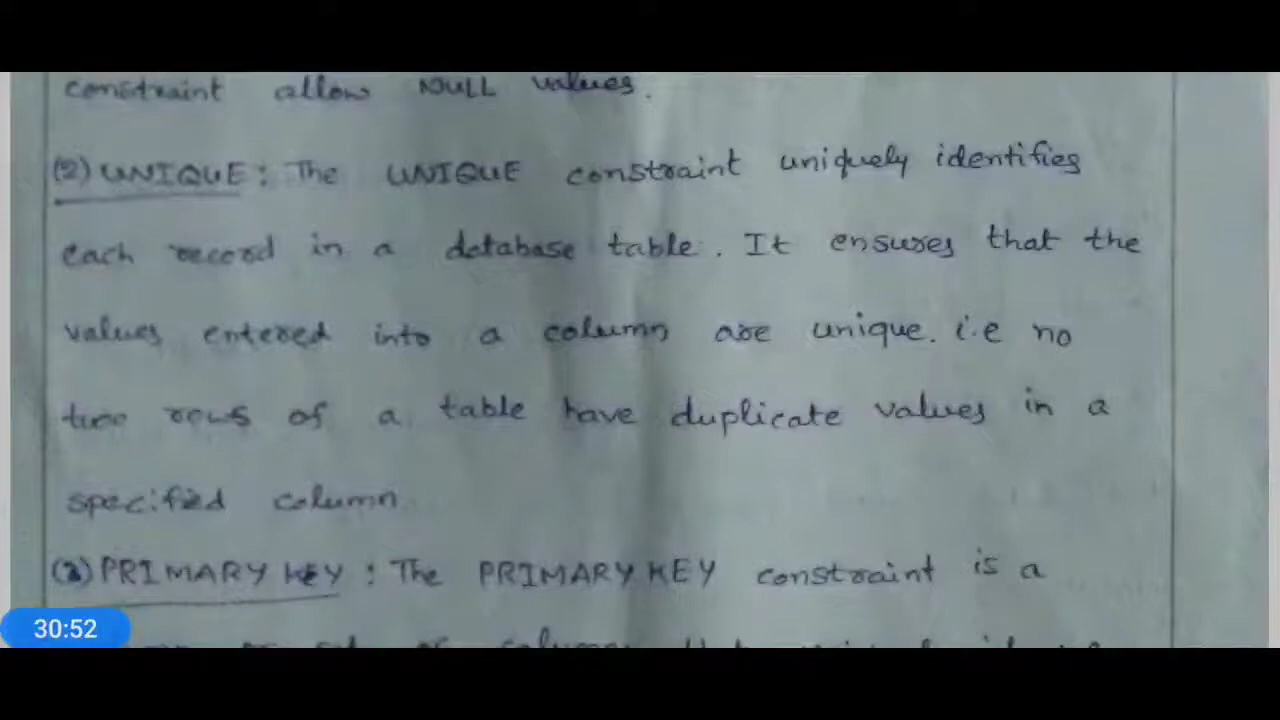 constraint allow NULL values.
(2) UNIQUE : The UNIQUE constraint uniquely identifies
each record in a database table. It ensures that the
values entered into a column are unique. i.e no
two rows of a table have duplicate values in a
specified column
(3) PRIMARY KEY : The PRIMARY KEY constraint is a
30:52